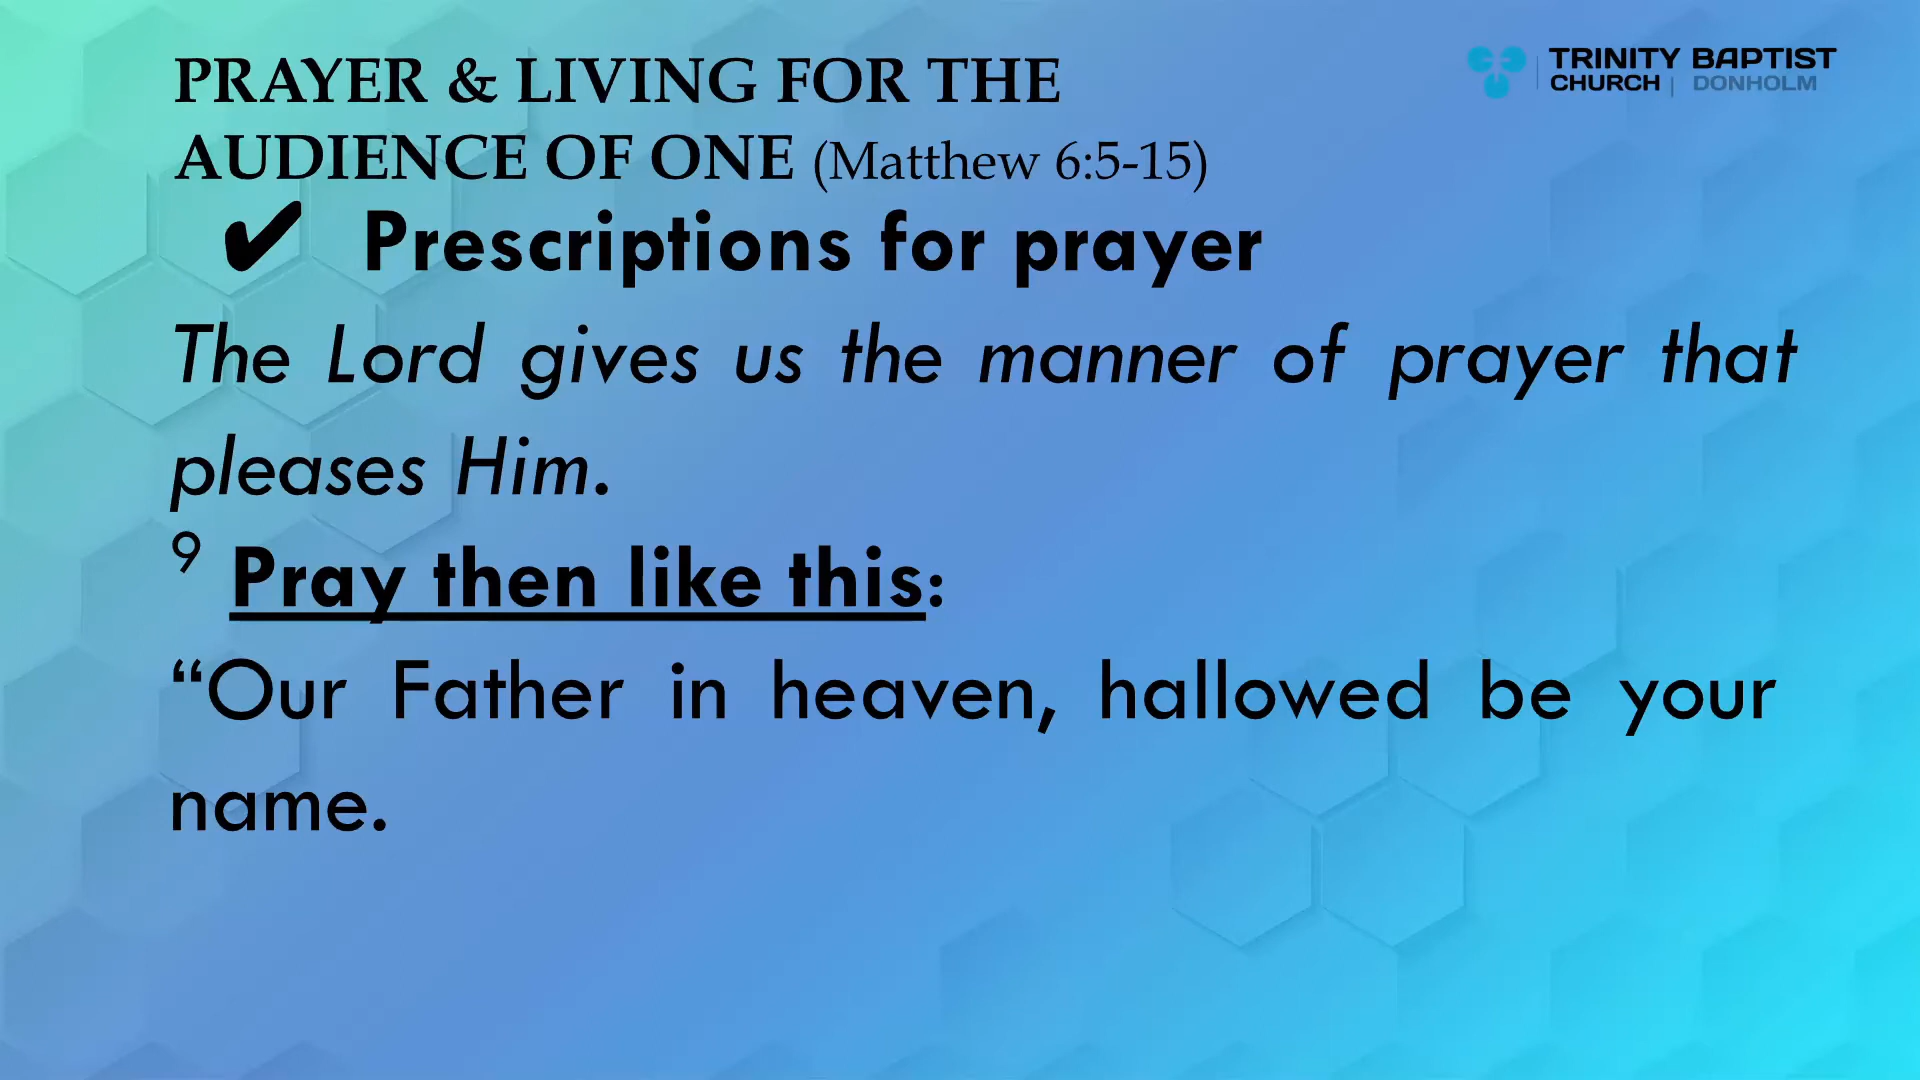 PRAYER & LIVING FOR THE
AUDIENCE OF ONE (Matthew 6:5-15)
TRINITY BAPTIST
CHURCH | DONHOLM
✔ Prescriptions for prayer
The Lord gives us the manner of prayer that
pleases Him.
9 Pray then like this:
“Our Father in heaven, hallowed be your
name.